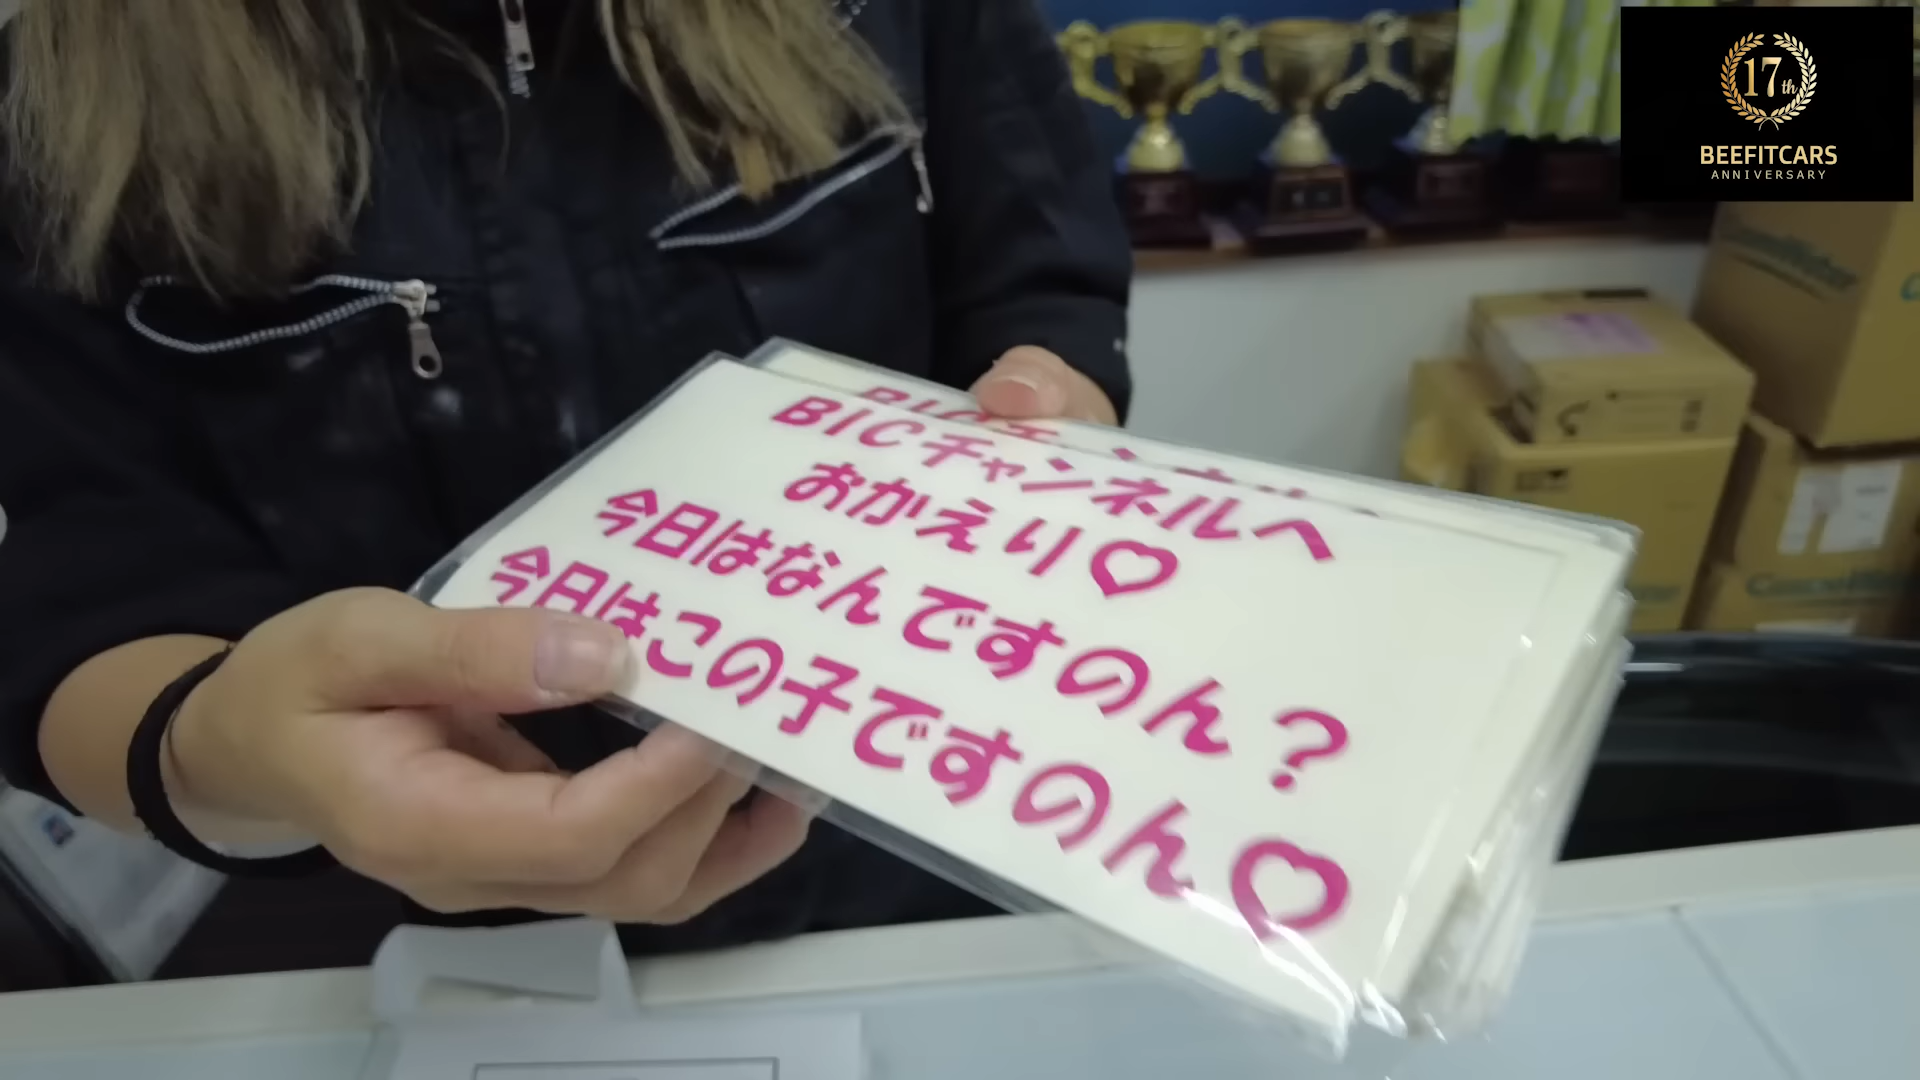 BICチャンネルへ
おかえり♡
今日はなんですのん?
今日はこの子ですのん♡
17th
BEEFITCARS
ANNIVERSARY